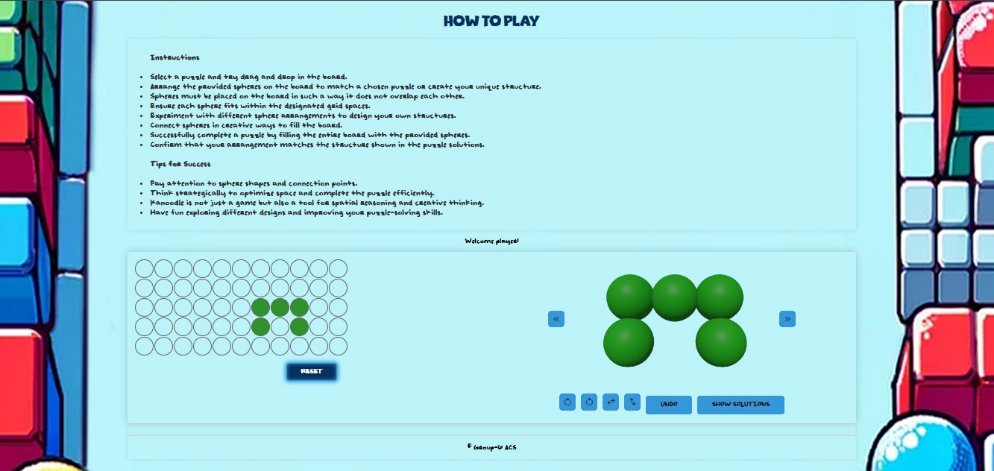 HOW TO PLAY
Instructions
Select a puzzle and try drag and drop in the board.
Arrange the provided spheres on the board to match a chosen puzzle or create your unique structure.
Spheres must be placed on the board in such a way it does not overlap each other.
Ensure each sphere fits within the designated grid spaces.
Experiment with different sphere arrangements to design your own structures.
Connect spheres in creative ways to fill the board.
Successfully complete a puzzle by filling the entire board with the provided spheres.
Confirm that your arrangement matches the structure shown in the puzzle solutions.
Tips for Success
Pay attention to sphere shapes and connection points.
Think strategically to optimize space and complete the puzzle efficiently.
Kanoodle is not just a game but also a tool for spatial reasoning and creative thinking.
Have fun exploring different designs and improving your puzzle-solving skills.
Welcome player!
« »
RESET
UNDO SHOW SOLUTIONS